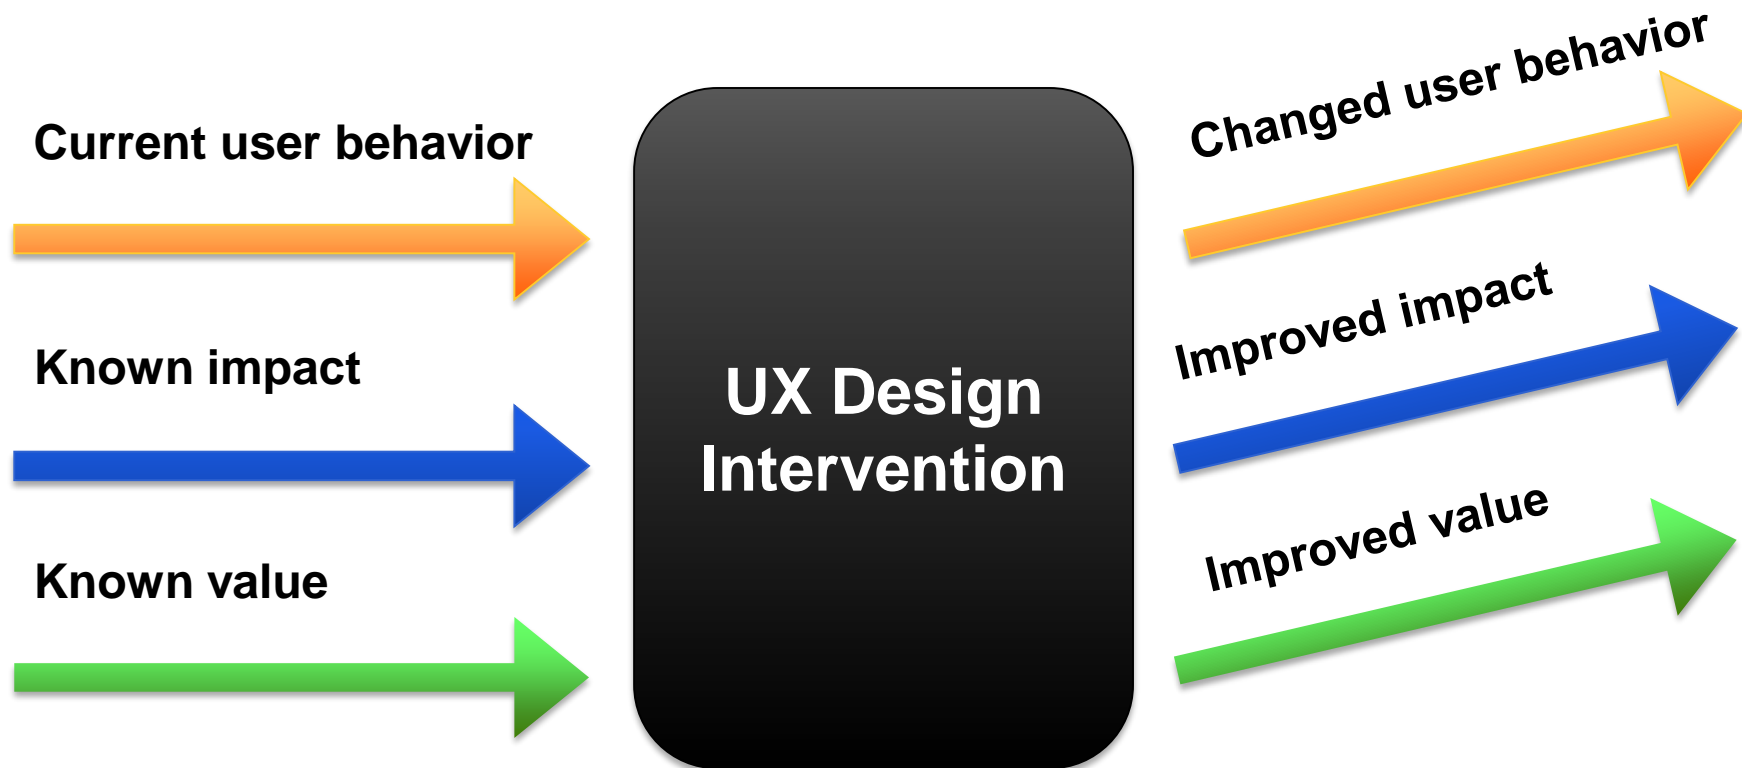 Current user behavior
Known impact
Known value
UX Design
Intervention
Changed user behavior
Improved impact
Improved value